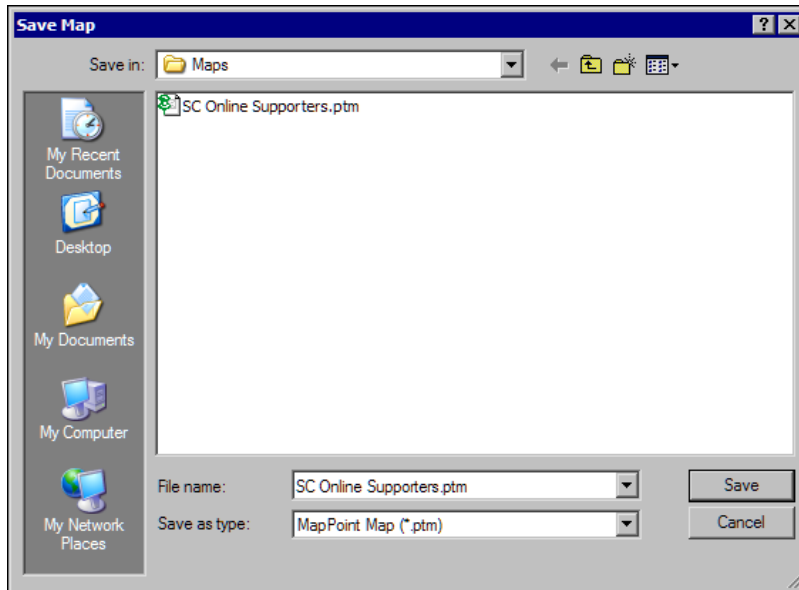 Save Map
Save in:
Maps
SC Online Supporters.ptm
My Recent
Documents
Desktop
My Documents
My Computer
My Network
Places
File name:
SC Online Supporters.ptm
Save
Save as type:
MapPoint Map (*.ptm)
Cancel